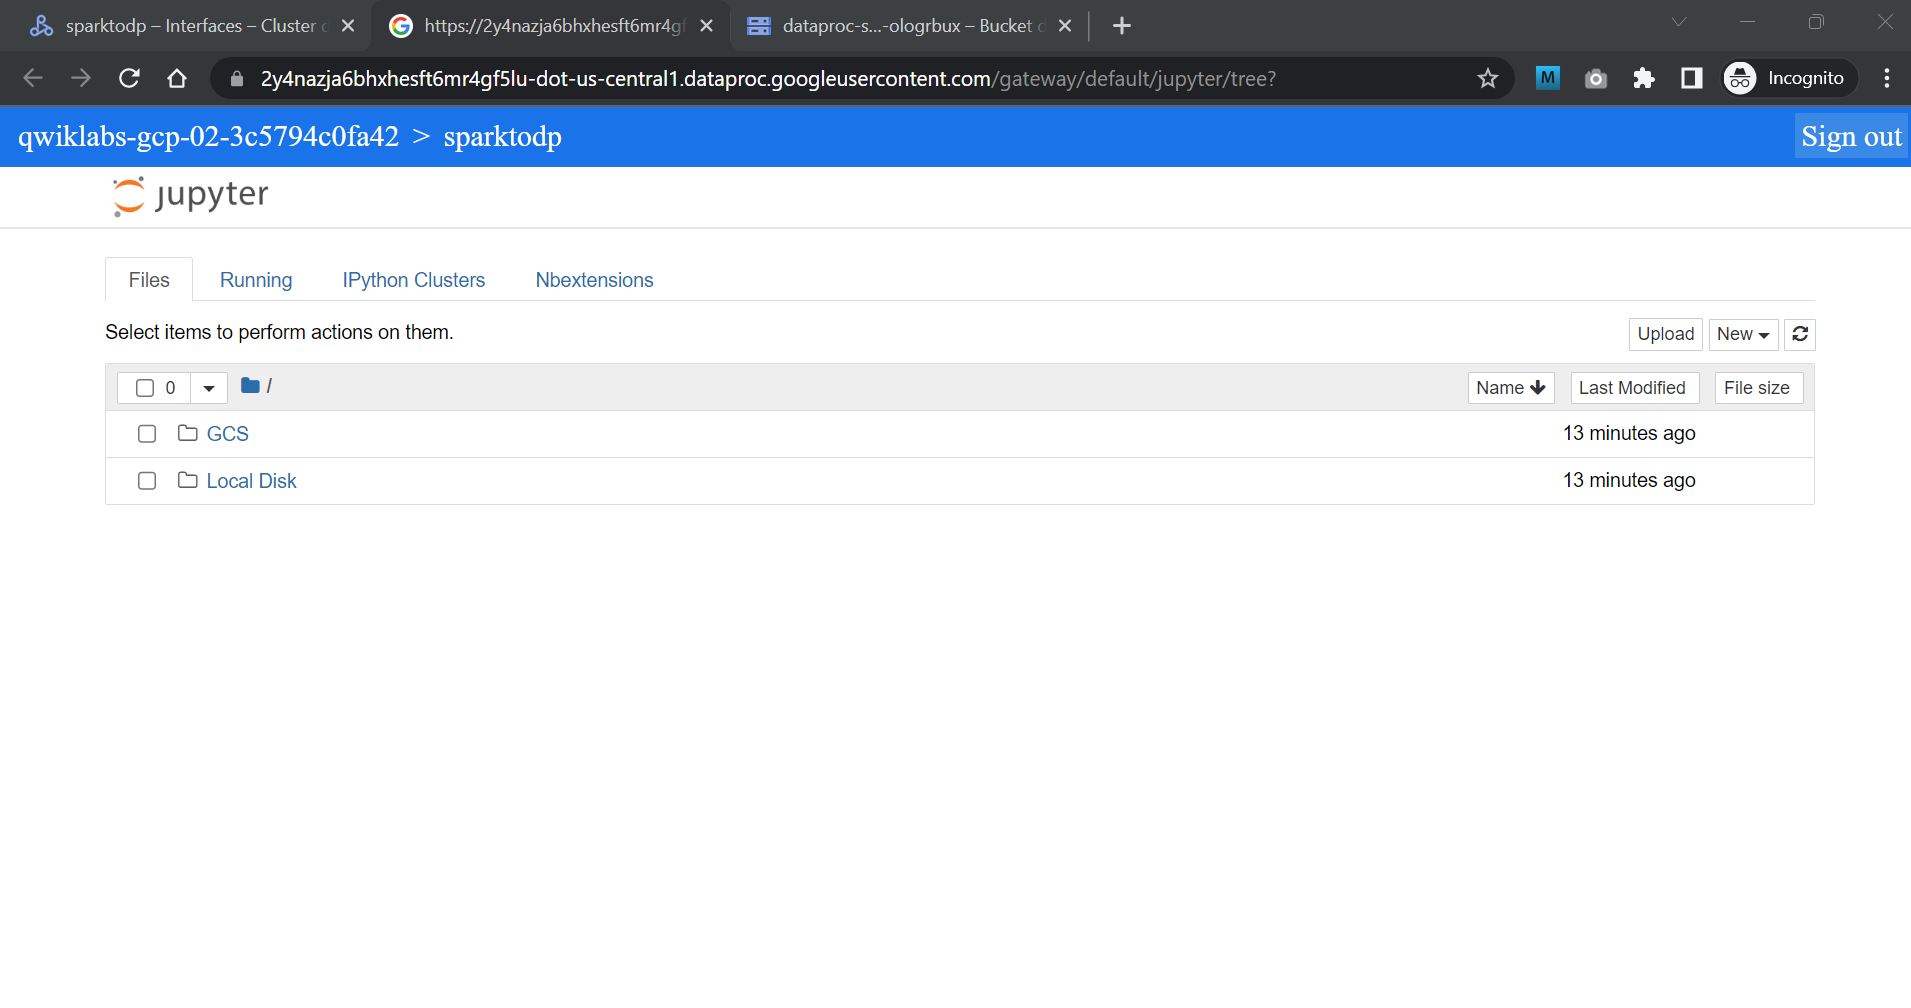 sparktodp – Interfaces – Cluster
https://2y4nazja6bhxhesft6mr4gf
dataproc-s...-ologrbux – Bucket
2y4nazja6bhxhesft6mr4gf5lu-dot-us-central1.dataproc.googleusercontent.com/gateway/default/jupyter/tree?
M
Incognito
qwiklabs-gcp-02-3c5794c0fa42 > sparktodp
Sign out
jupyter
Files Running IPython Clusters Nbextensions
Select items to perform actions on them.
Upload New
0 /
Name Last Modified File size
GCS 13 minutes ago
Local Disk 13 minutes ago